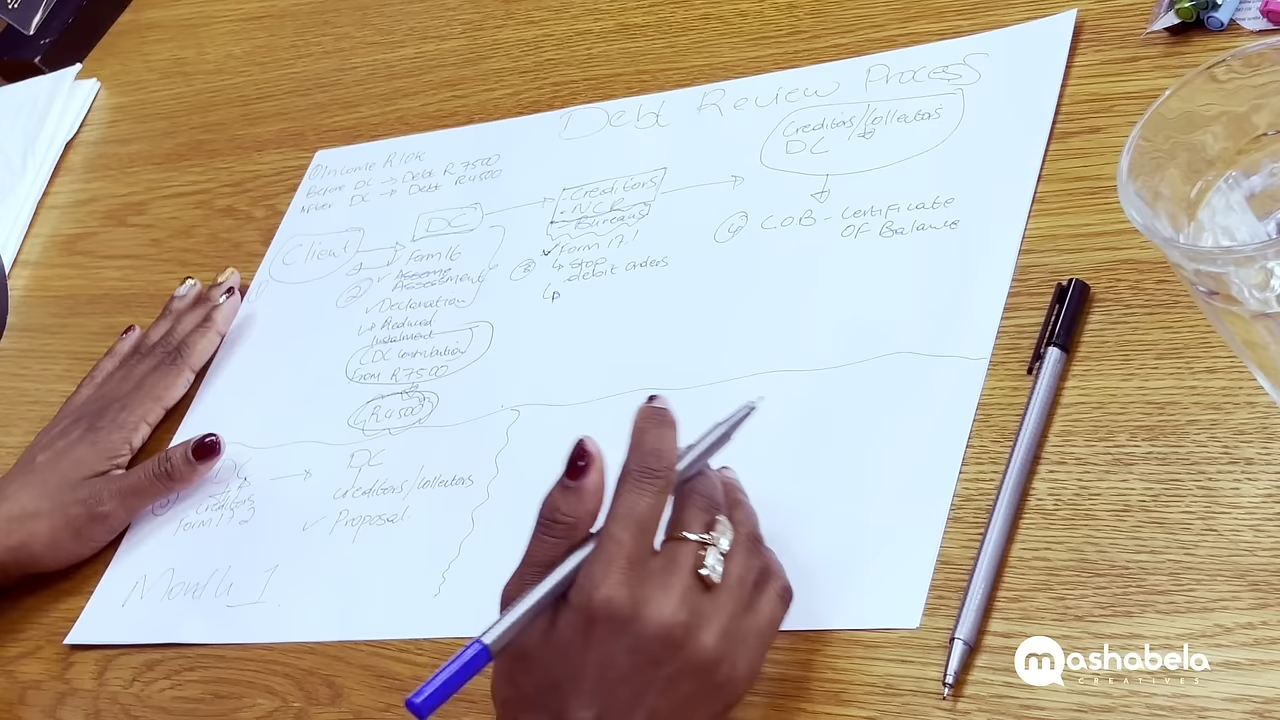 Debt Review Process
① Income R10k
Before DC → Debt R7500
After DC → Debt R4500
Client
DC
Form 16
② ✓ Assessment
✓ Declaration
↳ Reduced
Instalment
(DC contribution
From R7500
↳ R4500
• Creditors
• NCR
• Bureaus
③ ✓ Form 17.1
↳ Stop
debit orders
↳
Creditors/Collectors
DC
④ C.O.B - Certificate
OF Balance
DC
⑤ Creditors
Form 17.2
DC
Creditors/Collectors
✓ Proposal
Month 1
mashabela
CREATIVES